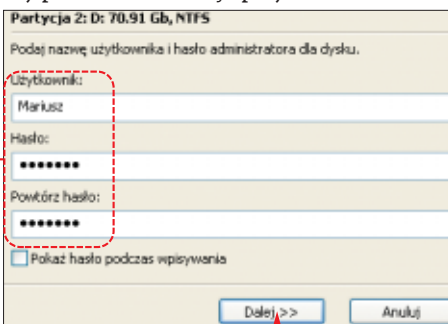 Partycja 2: D: 70.91 Gb, NTFS
Podaj nazwę użytkownika i hasło administratora dla dysku.
Użytkownik:
Mariusz
Hasło:
•••••••
Powtórz hasło:
•••••••
Pokaż hasło podczas wpisywania
Dalej >> Anuluj